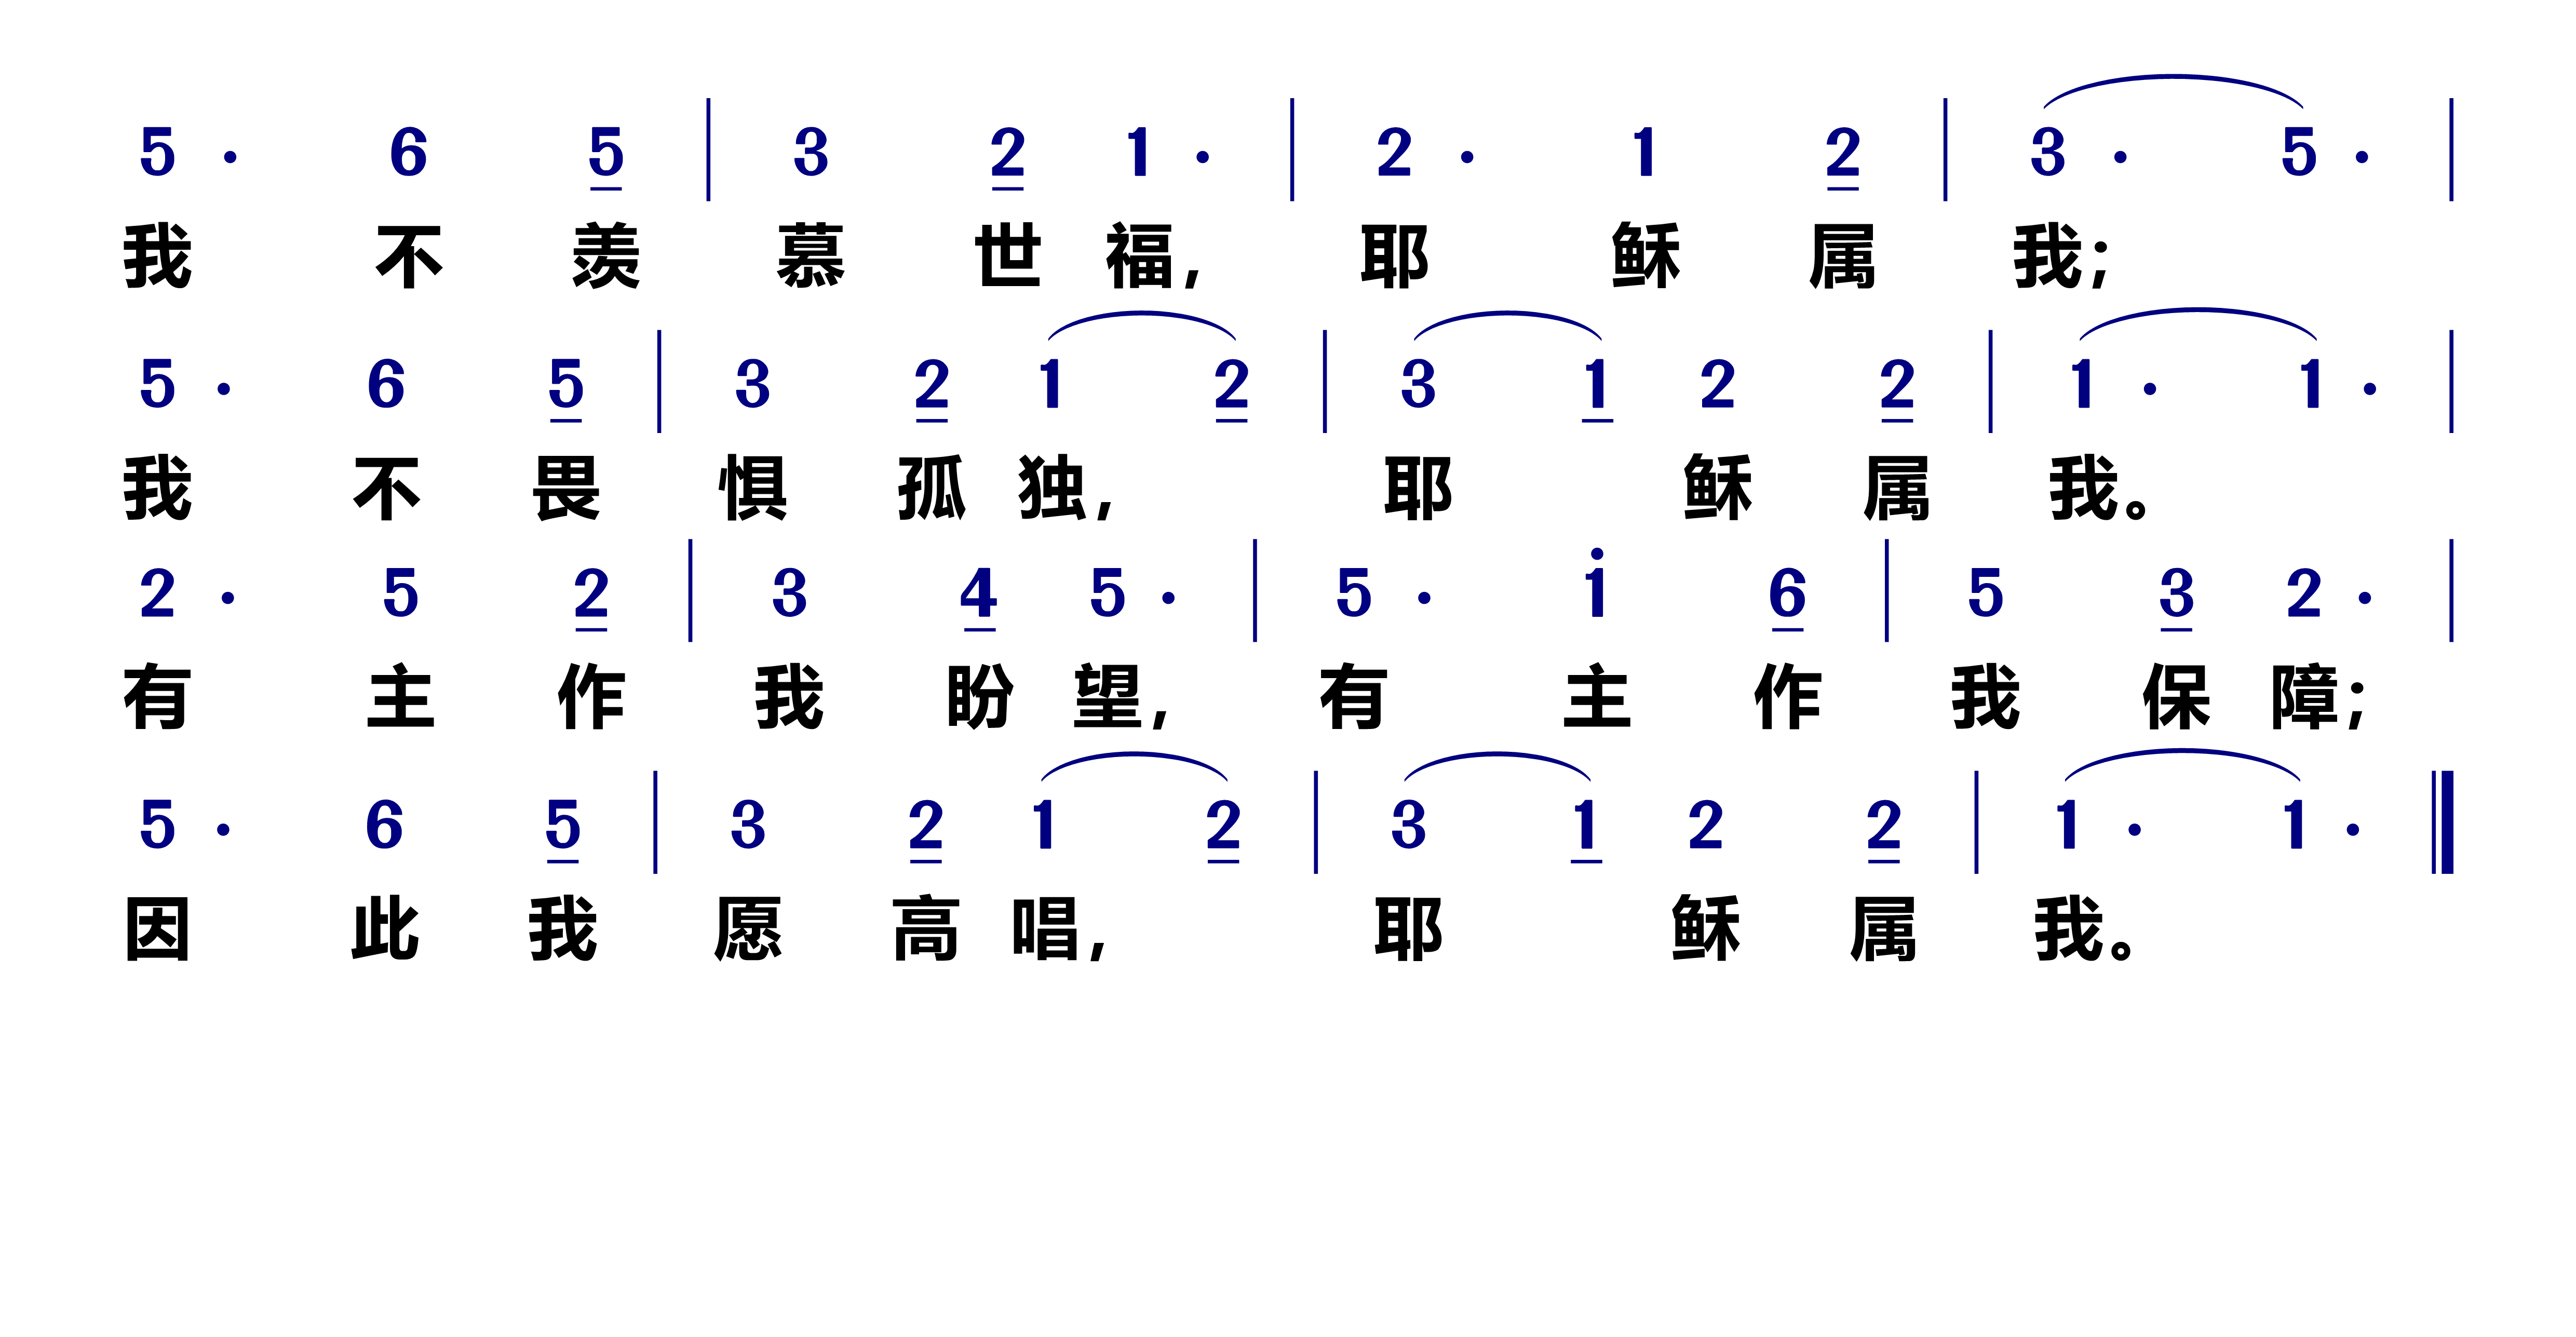 5 · 6 5 | 3 2 1 · | 2 · 1 2 | 3 · 5 · |
我不羡慕世福,耶稣属我;
5 · 6 5 | 3 2 1 2 | 3 1 2 2 | 1 · 1 · |
我不畏惧孤独,耶稣属我。
2 · 5 2 | 3 4 5 · | 5 · i 6 | 5 3 2 · |
有主作我盼望,有主作我保障;
5 · 6 5 | 3 2 1 2 | 3 1 2 2 | 1 · 1 · ‖
因此我愿高唱,耶稣属我。